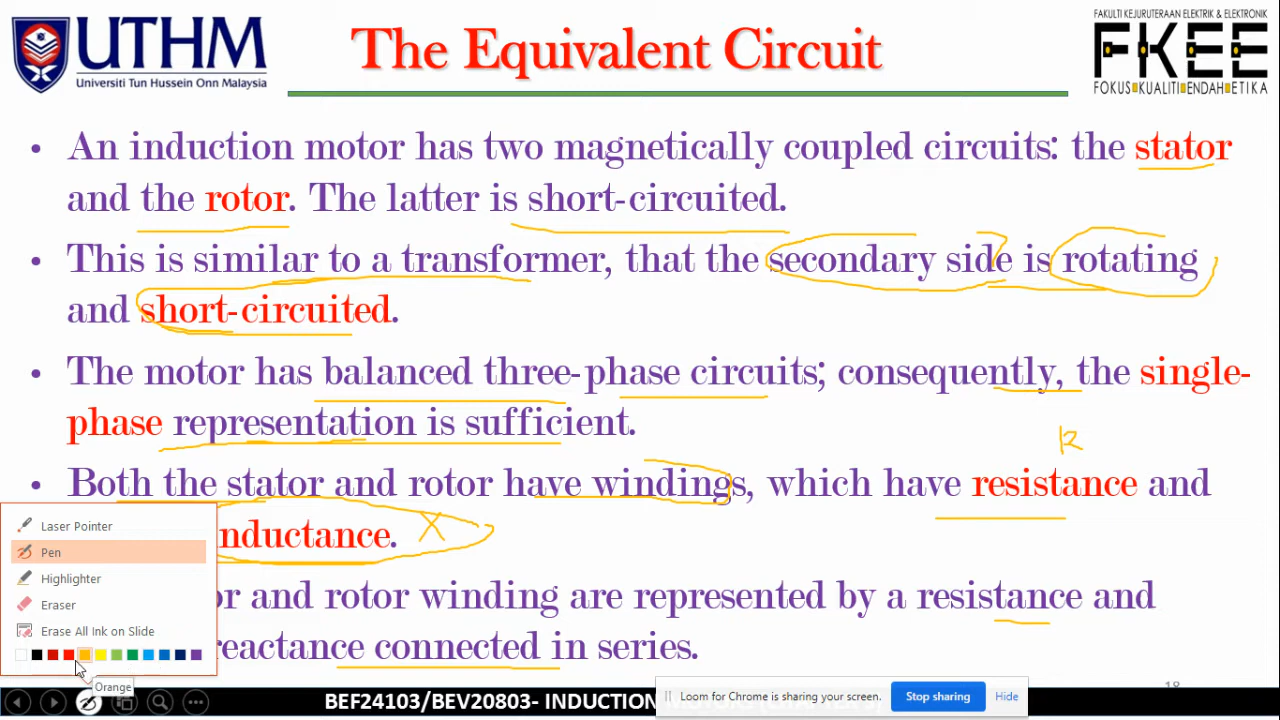 UTHM
Universiti Tun Hussein Onn Malaysia
The Equivalent Circuit
FAKULTI KEJURUTERAAN ELEKTRIK & ELEKTRONIK
FKEE
FOKUS KUALITI ENDAH ETIKA
• An induction motor has two magnetically coupled circuits: the stator
and the rotor. The latter is short-circuited.
• This is similar to a transformer, that the secondary side is rotating
and short-circuited.
• The motor has balanced three-phase circuits; consequently, the single-
phase representation is sufficient.
R
• Both the stator and rotor have windings, which have resistance and
inductance. X
and rotor winding are represented by a resistance and
reactance connected in series.
Laser Pointer
Pen
Highlighter
Eraser
Erase All Ink on Slide
Orange
BEF24103/BEV20803- INDUCTION
Loom for Chrome is sharing your screen.
Stop sharing
Hide